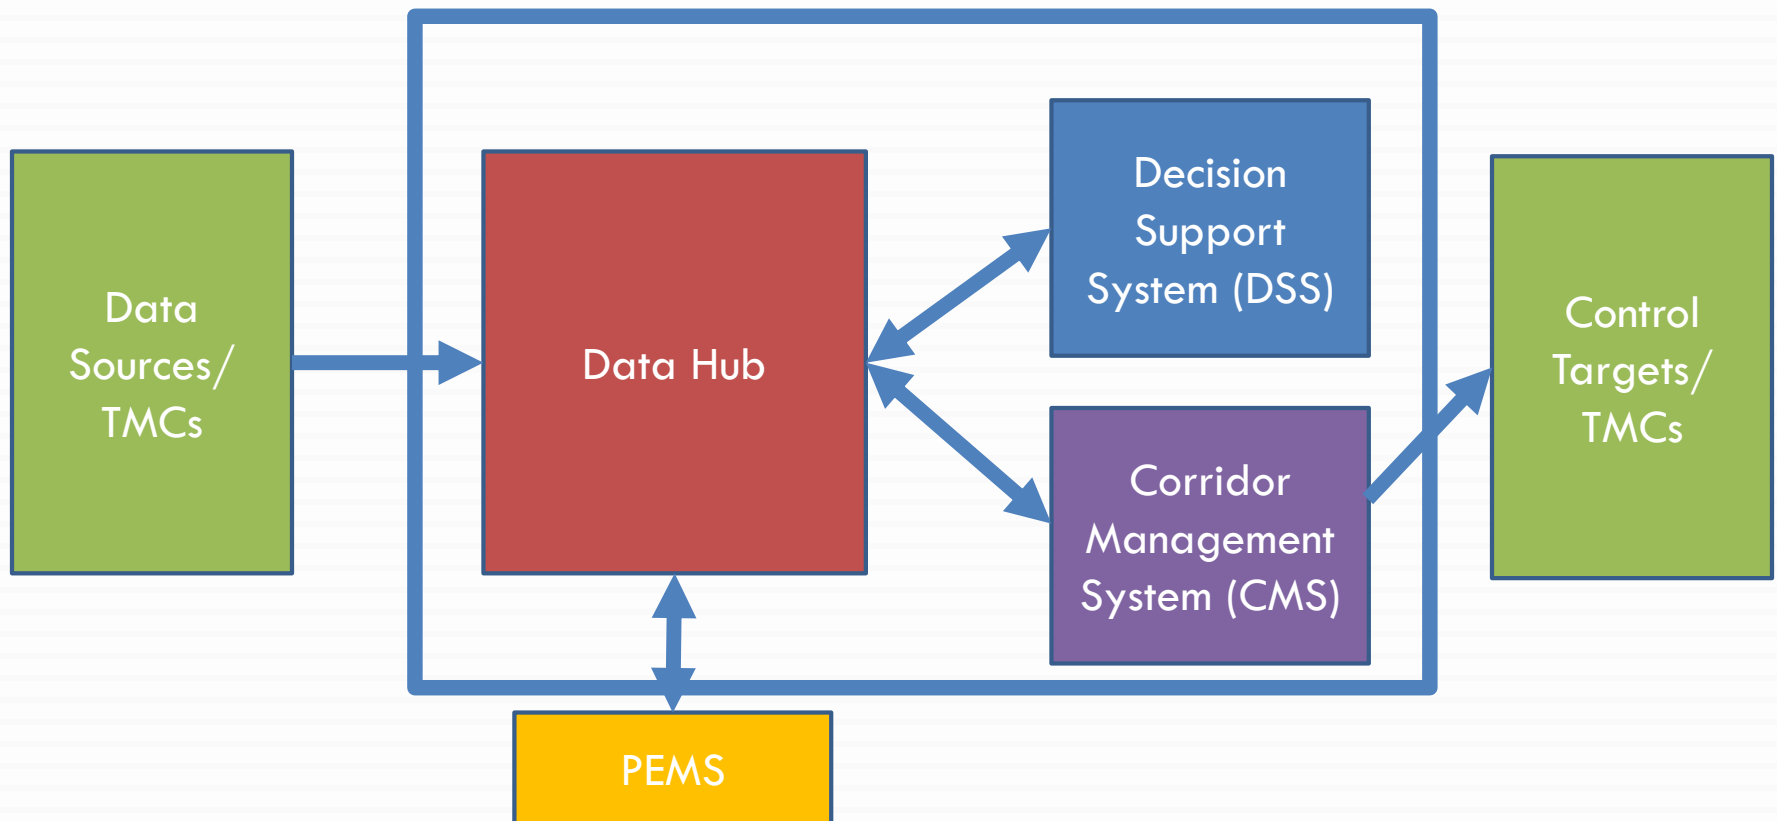 Data
Sources/
TMCs
Data Hub
Decision
Support
System (DSS)
Corridor
Management
System (CMS)
Control
Targets/
TMCs
PEMS